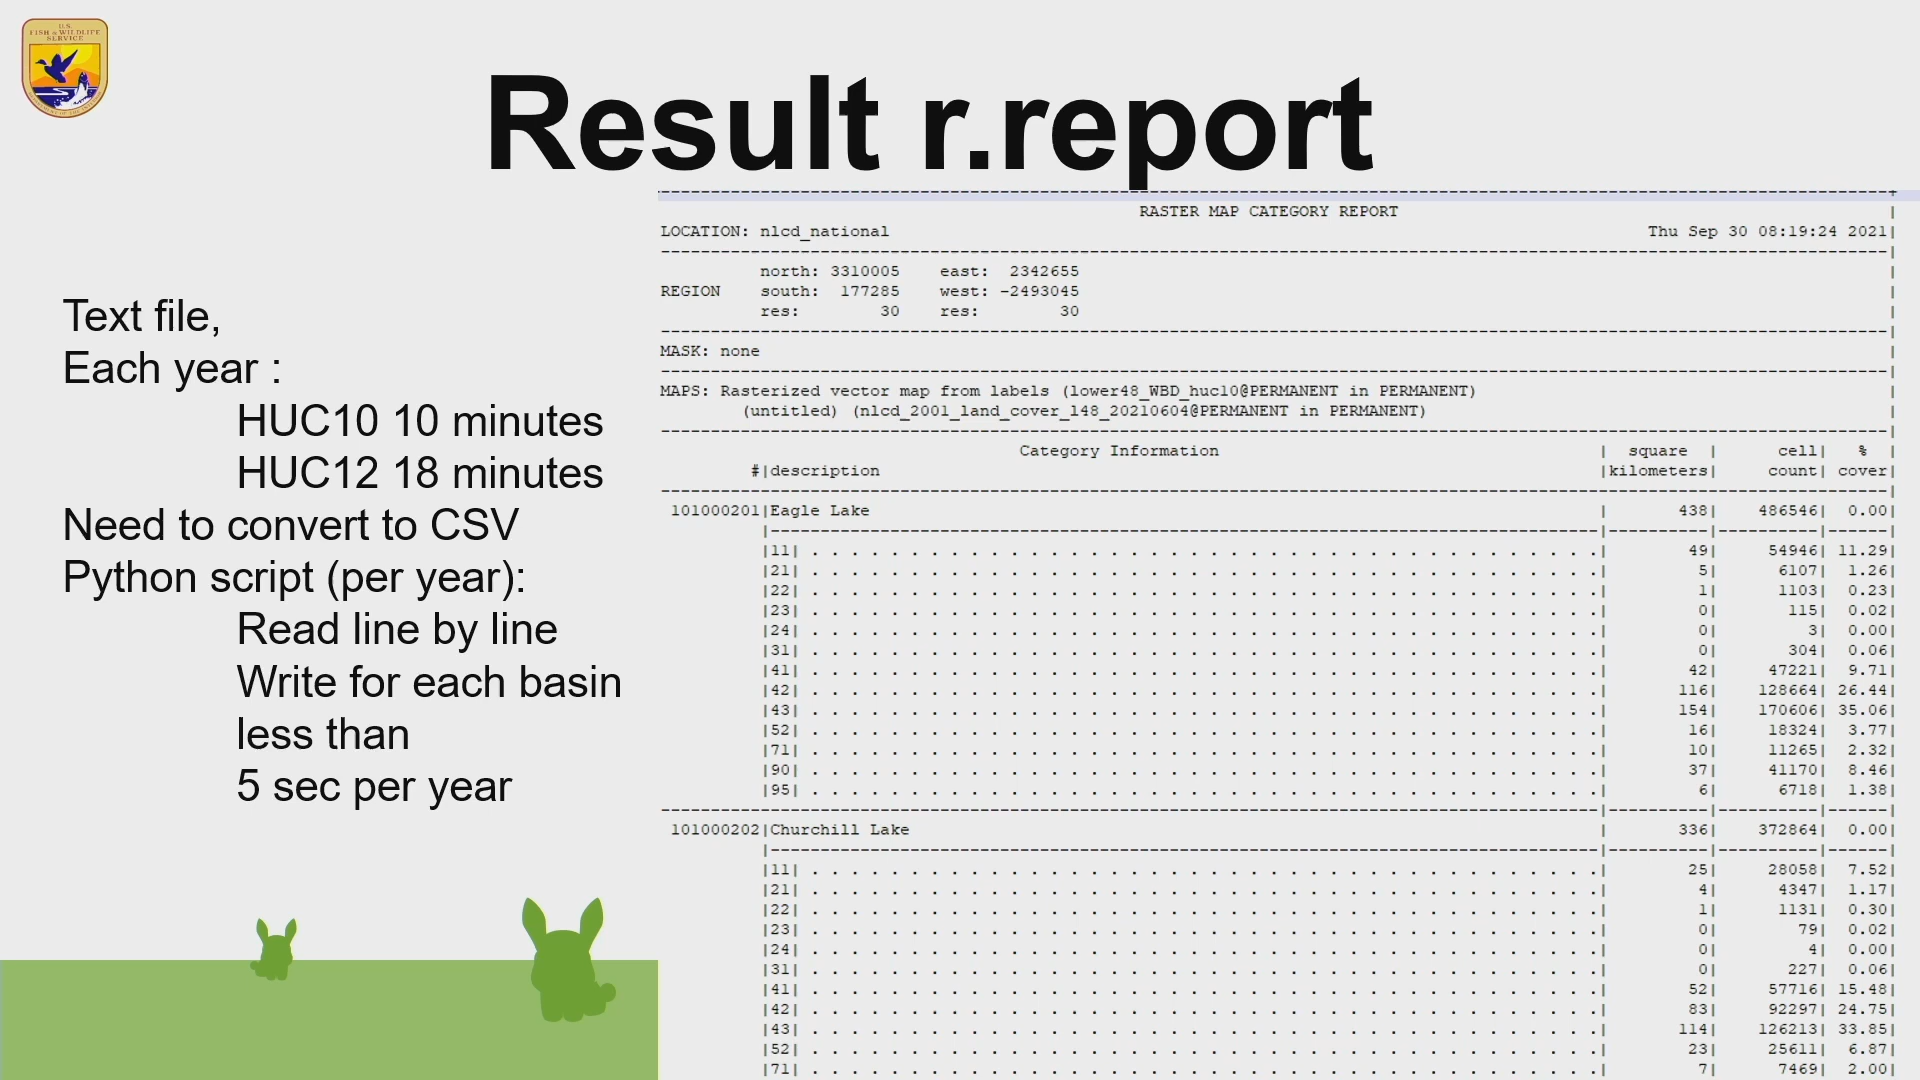 U.S.
FISH & WILDLIFE
SERVICE
Result r.report
Text file,
Each year :
HUC10 10 minutes
HUC12 18 minutes
Need to convert to CSV
Python script (per year):
Read line by line
Write for each basin
less than
5 sec per year
RASTER MAP CATEGORY REPORT
LOCATION: nlcd_national Thu Sep 30 08:19:24 2021|
north: 3310005 east: 2342655
REGION south: 177285 west: -2493045
res: 30 res: 30
MASK: none
MAPS: Rasterized vector map from labels (lower48_WBD_huc10@PERMANENT in PERMANENT)
(untitled) (nlcd_2001_land_cover_l48_20210604@PERMANENT in PERMANENT)
Category Information | square | cell| % |
#|description |kilometers| count| cover|
101000201|Eagle Lake | 438| 486546| 0.00|
|11| . . . . . . . . . . . . . . . . . . . . . . . . . . . . . . . . . . . . . . . .| 49| 54946| 11.29|
|21| . . . . . . . . . . . . . . . . . . . . . . . . . . . . . . . . . . . . . . . .| 5| 6107| 1.26|
|22| . . . . . . . . . . . . . . . . . . . . . . . . . . . . . . . . . . . . . . . .| 1| 1103| 0.23|
|23| . . . . . . . . . . . . . . . . . . . . . . . . . . . . . . . . . . . . . . . .| 0| 115| 0.02|
|24| . . . . . . . . . . . . . . . . . . . . . . . . . . . . . . . . . . . . . . . .| 0| 3| 0.00|
|31| . . . . . . . . . . . . . . . . . . . . . . . . . . . . . . . . . . . . . . . .| 0| 304| 0.06|
|41| . . . . . . . . . . . . . . . . . . . . . . . . . . . . . . . . . . . . . . . .| 42| 47221| 9.71|
|42| . . . . . . . . . . . . . . . . . . . . . . . . . . . . . . . . . . . . . . . .| 116| 128664| 26.44|
|43| . . . . . . . . . . . . . . . . . . . . . . . . . . . . . . . . . . . . . . . .| 154| 170606| 35.06|
|52| . . . . . . . . . . . . . . . . . . . . . . . . . . . . . . . . . . . . . . . .| 16| 18324| 3.77|
|71| . . . . . . . . . . . . . . . . . . . . . . . . . . . . . . . . . . . . . . . .| 10| 11265| 2.32|
|90| . . . . . . . . . . . . . . . . . . . . . . . . . . . . . . . . . . . . . . . .| 37| 41170| 8.46|
|95| . . . . . . . . . . . . . . . . . . . . . . . . . . . . . . . . . . . . . . . .| 6| 6718| 1.38|
101000202|Churchill Lake | 336| 372864| 0.00|
|11| . . . . . . . . . . . . . . . . . . . . . . . . . . . . . . . . . . . . . . . .| 25| 28058| 7.52|
|21| . . . . . . . . . . . . . . . . . . . . . . . . . . . . . . . . . . . . . . . .| 4| 4347| 1.17|
|22| . . . . . . . . . . . . . . . . . . . . . . . . . . . . . . . . . . . . . . . .| 1| 1131| 0.30|
|23| . . . . . . . . . . . . . . . . . . . . . . . . . . . . . . . . . . . . . . . .| 0| 79| 0.02|
|24| . . . . . . . . . . . . . . . . . . . . . . . . . . . . . . . . . . . . . . . .| 0| 4| 0.00|
|31| . . . . . . . . . . . . . . . . . . . . . . . . . . . . . . . . . . . . . . . .| 0| 227| 0.06|
|41| . . . . . . . . . . . . . . . . . . . . . . . . . . . . . . . . . . . . . . . .| 52| 57716| 15.48|
|42| . . . . . . . . . . . . . . . . . . . . . . . . . . . . . . . . . . . . . . . .| 83| 92297| 24.75|
|43| . . . . . . . . . . . . . . . . . . . . . . . . . . . . . . . . . . . . . . . .| 114| 126213| 33.85|
|52| . . . . . . . . . . . . . . . . . . . . . . . . . . . . . . . . . . . . . . . .| 23| 25611| 6.87|
|71| . . . . . . . . . . . . . . . . . . . . . . . . . . . . . . . . . . . . . . . .| 7| 7469| 2.00|